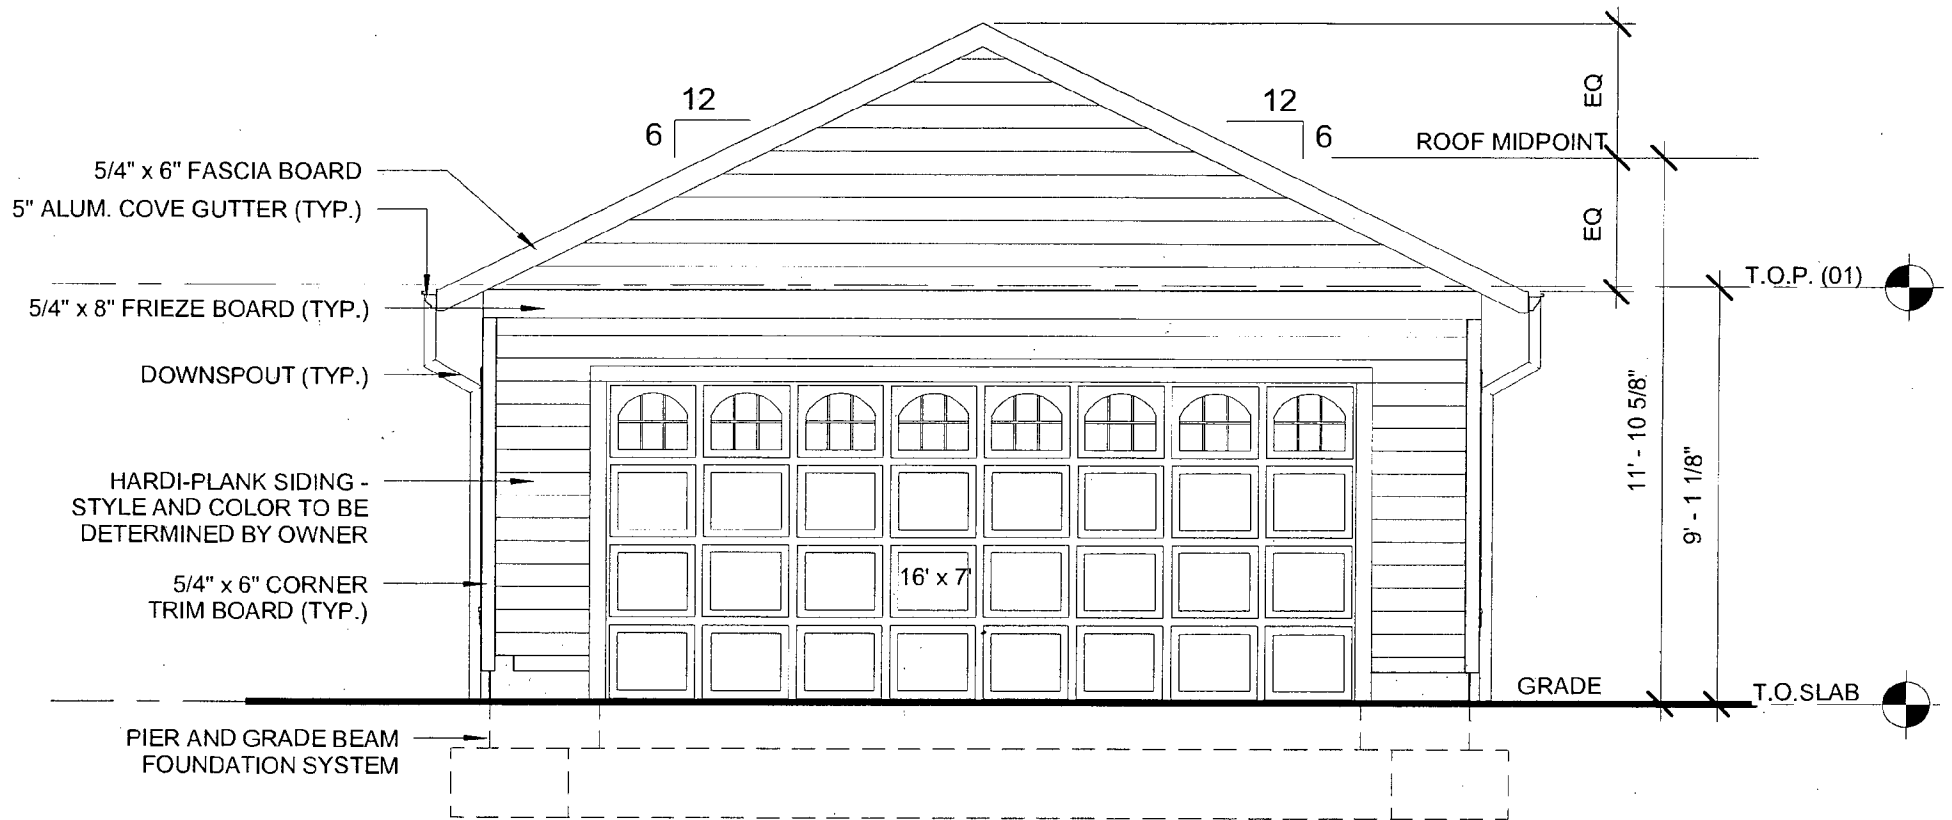 12
6
12
6
EQ
ROOF MIDPOINT
5/4" x 6" FASCIA BOARD
5" ALUM. COVE GUTTER (TYP.)
EQ
T.O.P. (01)
5/4" x 8" FRIEZE BOARD (TYP.)
DOWNSPOUT (TYP.)
11' - 10 5/8"
9' - 1 1/8"
HARDI-PLANK SIDING -
STYLE AND COLOR TO BE
DETERMINED BY OWNER
16' x 7'
5/4" x 6" CORNER
TRIM BOARD (TYP.)
GRADE
T.O.SLAB
PIER AND GRADE BEAM
FOUNDATION SYSTEM